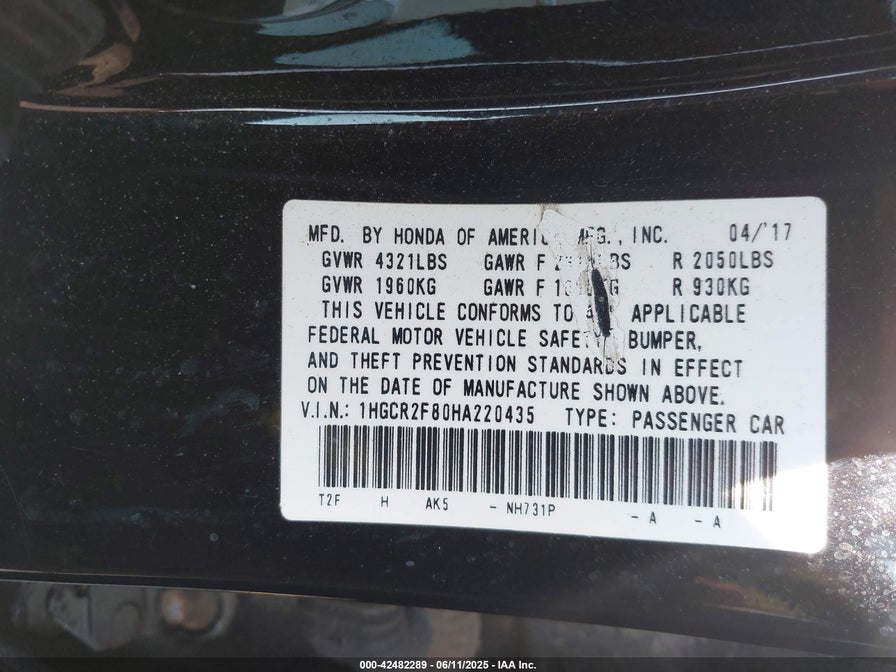 MFD. BY HONDA OF AMERICA MFG., INC. 04/'17
GVWR 4321LBS GAWR F R 2050LBS
GVWR 1960KG GAWR F R 930KG
THIS VEHICLE CONFORMS TO APPLICABLE
FEDERAL MOTOR VEHICLE SAFETY, BUMPER,
AND THEFT PREVENTION STANDARDS IN EFFECT
ON THE DATE OF MANUFACTURE SHOWN ABOVE.
V.I.N.: 1HGCR2F80HA220435 TYPE: PASSENGER CAR
T2F H AK5 - NH731P - A - A
000-42482289 - 06/11/2025 - IAA Inc.